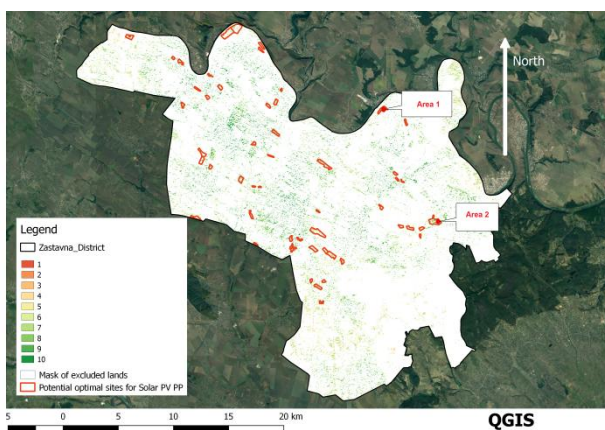 North
Area 1
Area 2
Legend
Zastavna_District
1
2
3
4
5
6
7
8
9
10
Mask of excluded lands
Potential optimal sites for Solar PV PP
5 0 5 10 15 20 km
QGIS